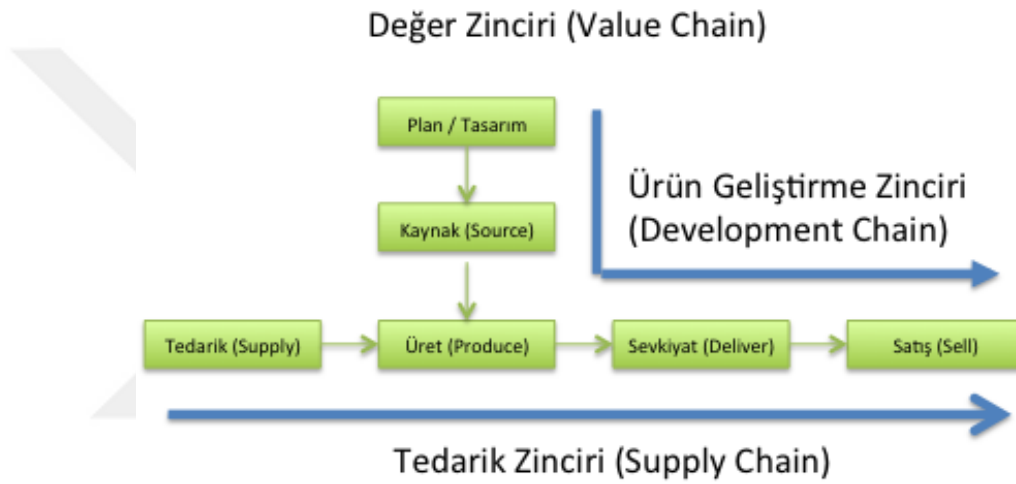 Değer Zinciri (Value Chain)
Plan / Tasarım
Ürün Geliştirme Zinciri
(Development Chain)
Kaynak (Source)
Tedarik (Supply)
Üret (Produce)
Sevkiyat (Deliver)
Satış (Sell)
Tedarik Zinciri (Supply Chain)